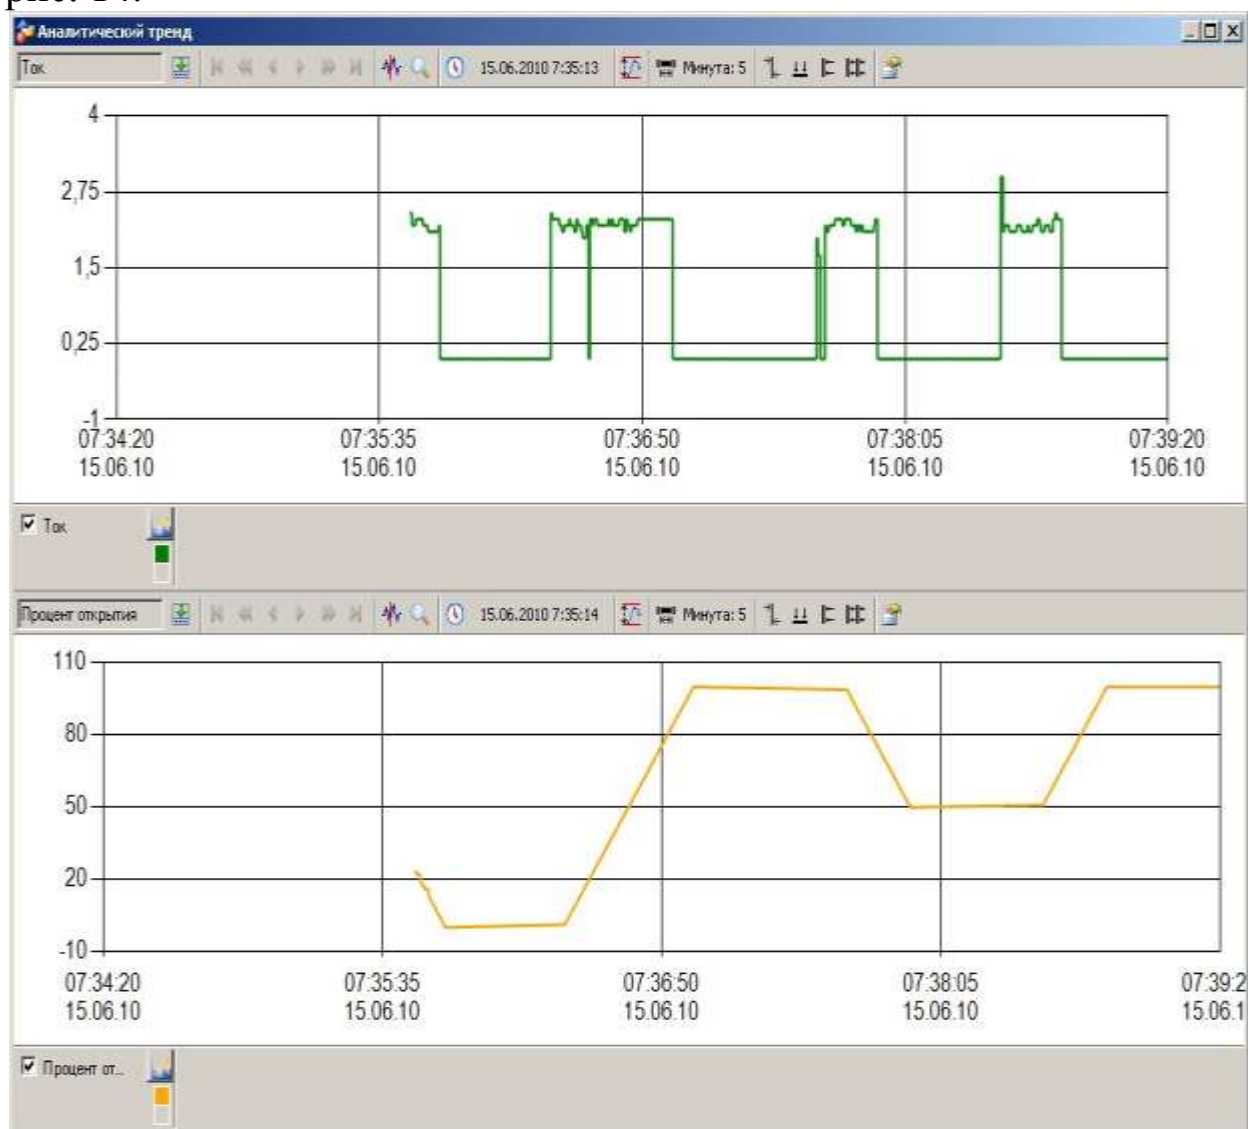 рис. 14.
Аналитический тренд
Ток 15.06.2010 7:35:13 Минута: 5
4
2,75
1,5
0,25
-1
07:34:20 07:35:35 07:36:50 07:38:05 07:39:20
15.06.10 15.06.10 15.06.10 15.06.10 15.06.10
Ток
Процент открытия 15.06.2010 7:35:14 Минута: 5
110
80
50
20
-10
07:34:20 07:35:35 07:36:50 07:38:05 07:39:2
15.06.10 15.06.10 15.06.10 15.06.10 15.06.1
Процент от...